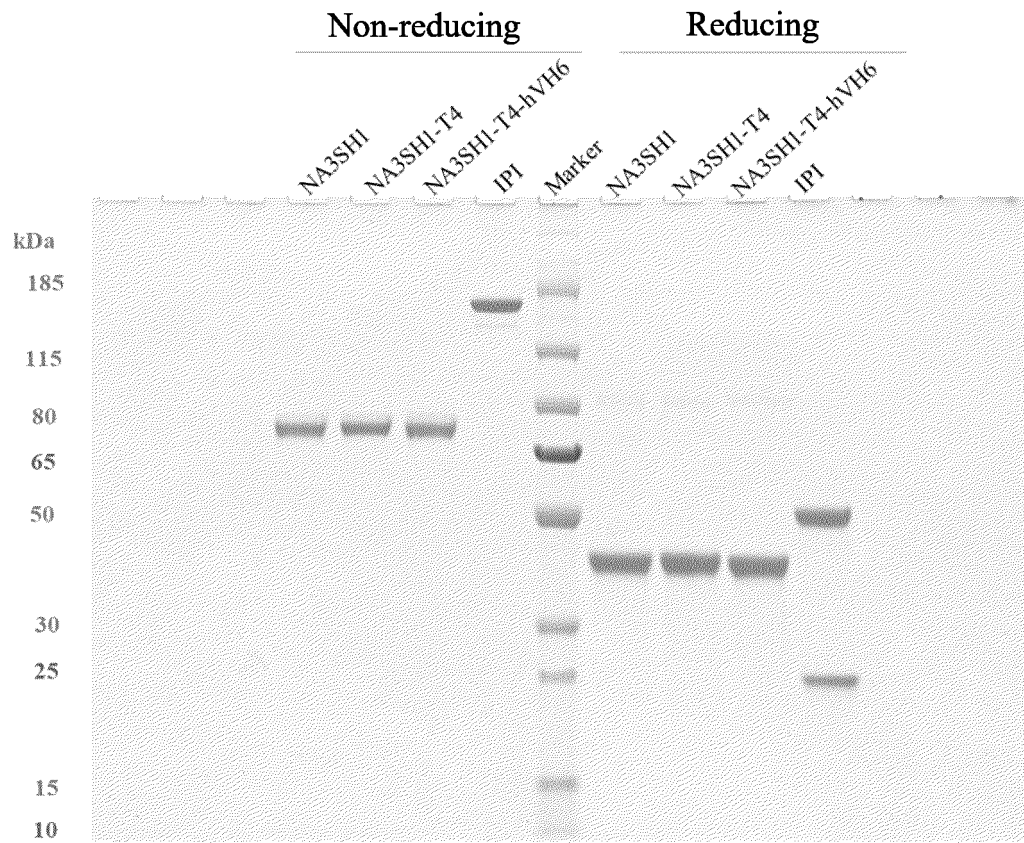 Non-reducing
Reducing
NA3SH1
NA3SH1-T4
NA3SH1-T4-hVH6
IPI
Marker
NA3SH1
NA3SH1-T4
NA3SH1-T4-hVH6
IPI
kDa
185
115
80
65
50
30
25
15
10